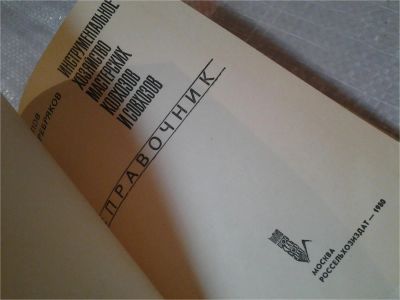 ИНСТРУМЕНТАЛЬНОЕ
ХОЗЯЙСТВО
МАСТЕРСКИХ
КОЛХОЗОВ
И СОВХОЗОВ
СПРАВОЧНИК
МОСКВА
РОССЕЛЬХОЗИЗДАТ—1980